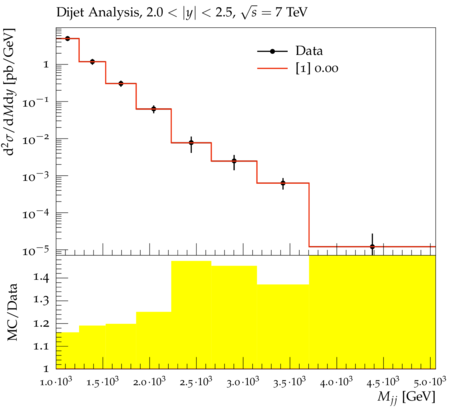 Dijet Analysis, 2.0 < |y| < 2.5, √s = 7 TeV
d²σ/dMdy [pb/GeV]
Data
[1] 0.00
1
10⁻¹
10⁻²
10⁻³
10⁻⁴
10⁻⁵
MC/Data
1.4
1.3
1.2
1.1
1
1.0·10³ 1.5·10³ 2.0·10³ 2.5·10³ 3.0·10³ 3.5·10³ 4.0·10³ 4.5·10³ 5.0·10³
Mjj [GeV]